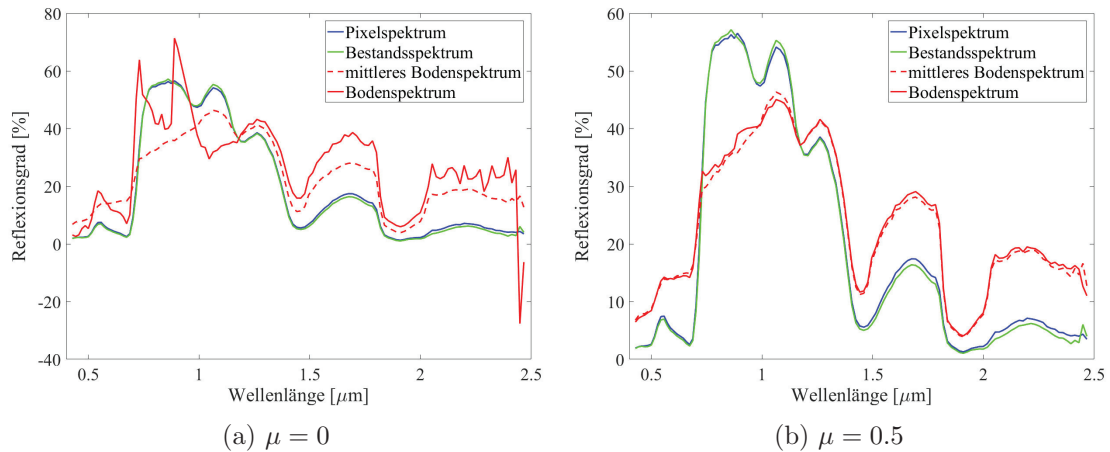 80
60
40
20
0
-20
-40
Reflexionsgrad [%]
0.5
1
1.5
2
2.5
Wellenlänge [μm]
Pixelspektrum
Bestandsspektrum
mittleres Bodenspektrum
Bodenspektrum
(a) μ = 0
60
50
40
30
20
10
0
Reflexionsgrad [%]
0.5
1
1.5
2
2.5
Wellenlänge [μm]
Pixelspektrum
Bestandsspektrum
mittleres Bodenspektrum
Bodenspektrum
(b) μ = 0.5